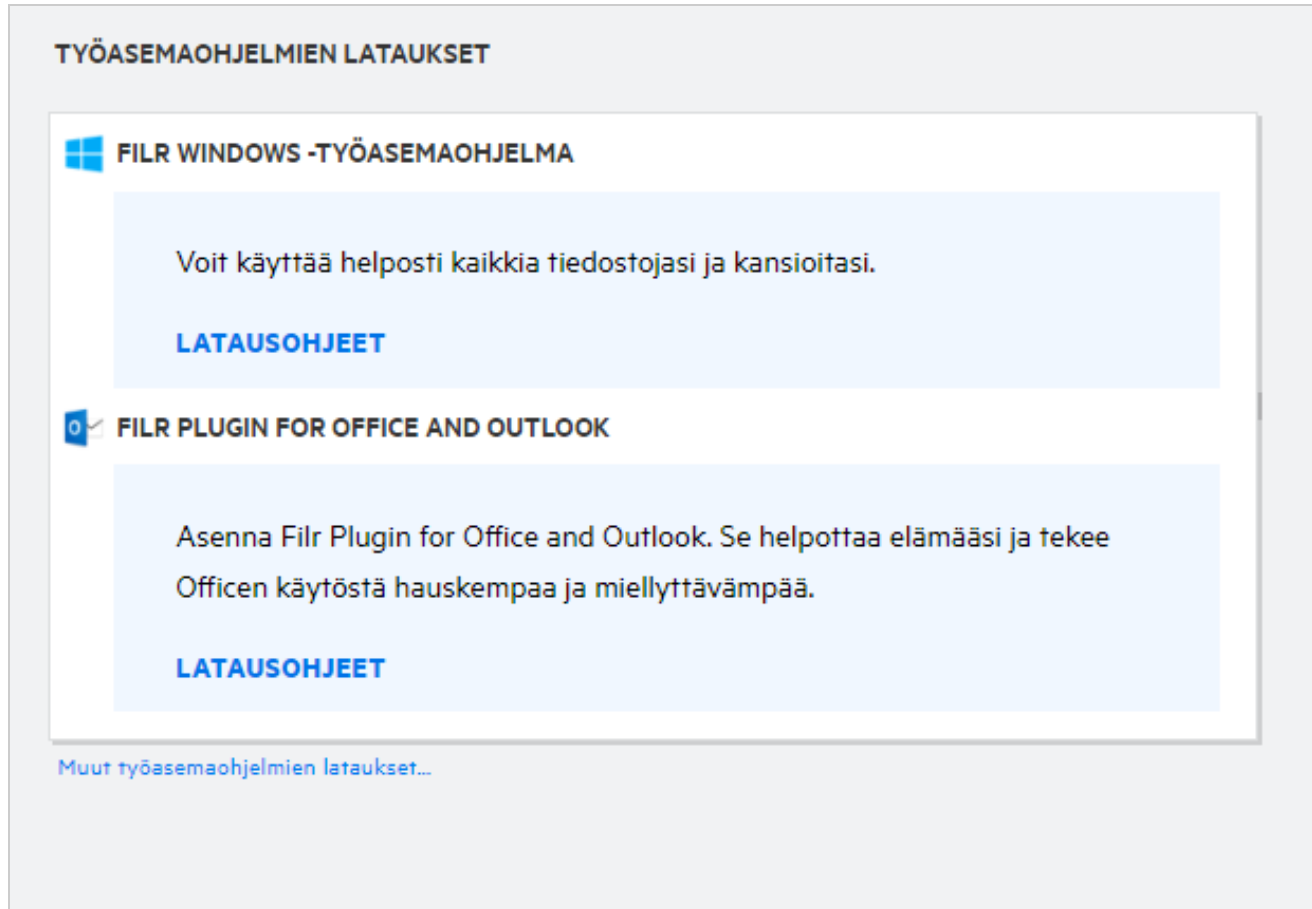 TYÖASEMAOHJELMIEN LATAUKSET
FILR WINDOWS -TYÖASEMAOHJELMA
Voit käyttää helposti kaikkia tiedostojasi ja kansioitasi.
LATAUSOHJEET
FILR PLUGIN FOR OFFICE AND OUTLOOK
Asenna Filr Plugin for Office and Outlook. Se helpottaa elämääsi ja tekee
Officen käytöstä hauskempaa ja miellyttävämpää.
LATAUSOHJEET
Muut työasemaohjelmien lataukset...